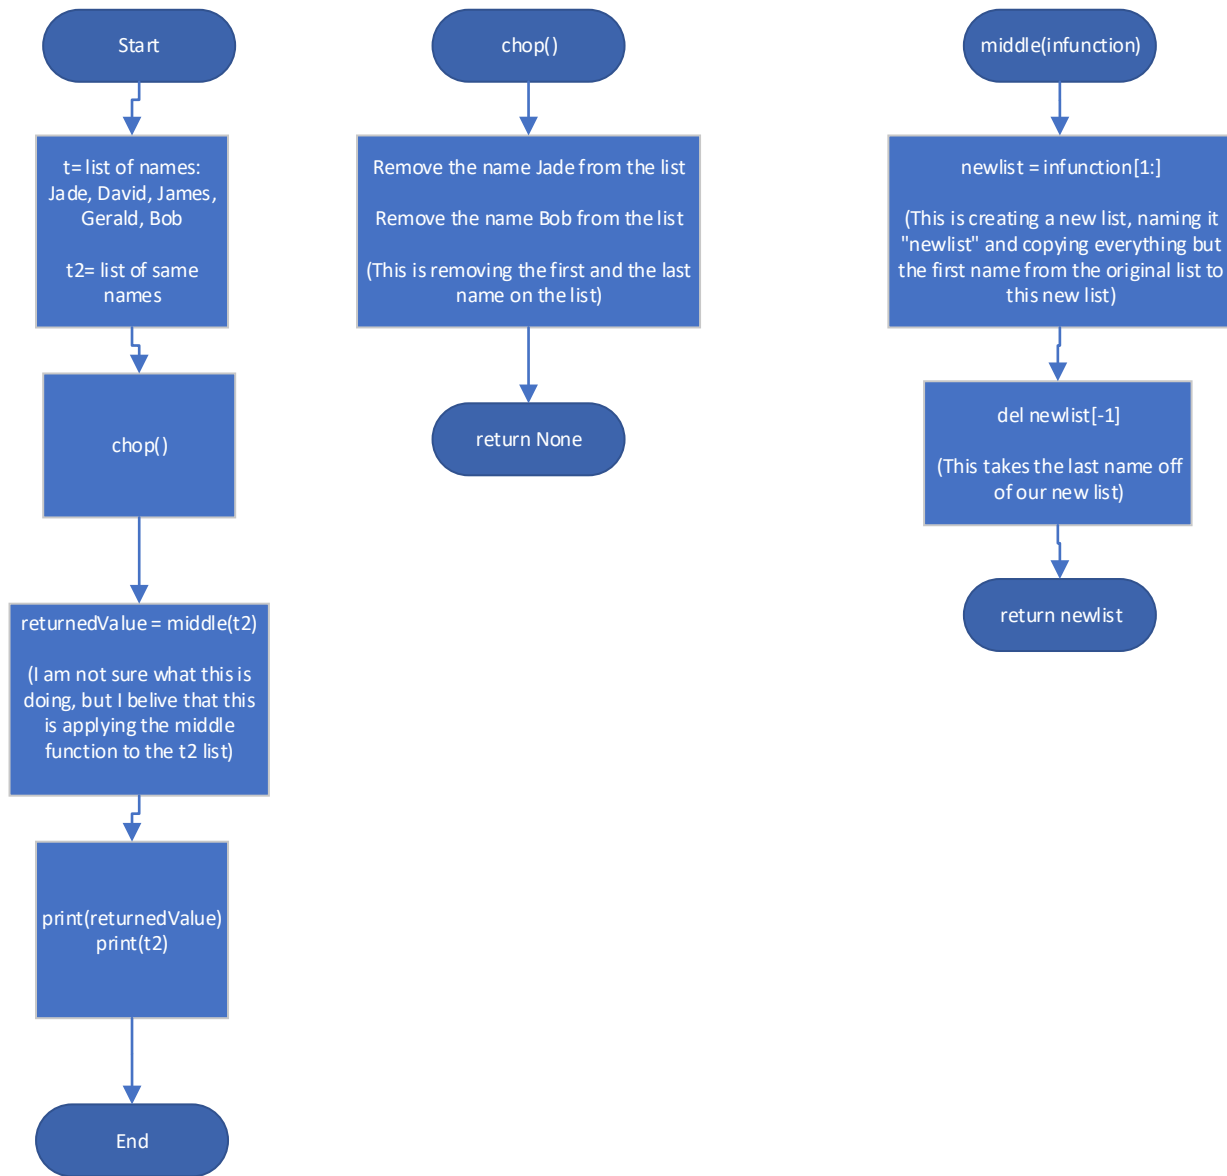 Start
t= list of names:
Jade, David, James,
Gerald, Bob
t2= list of same
names
chop()
returnedValue = middle(t2)
(I am not sure what this is
doing, but I belive that this
is applying the middle
function to the t2 list)
print(returnedValue)
print(t2)
End
chop()
Remove the name Jade from the list
Remove the name Bob from the list
(This is removing the first and the last
name on the list)
return None
middle(infunction)
newlist = infunction[1:]
(This is creating a new list, naming it
"newlist" and copying everything but
the first name from the original list to
this new list)
del newlist[-1]
(This takes the last name off
of our new list)
return newlist